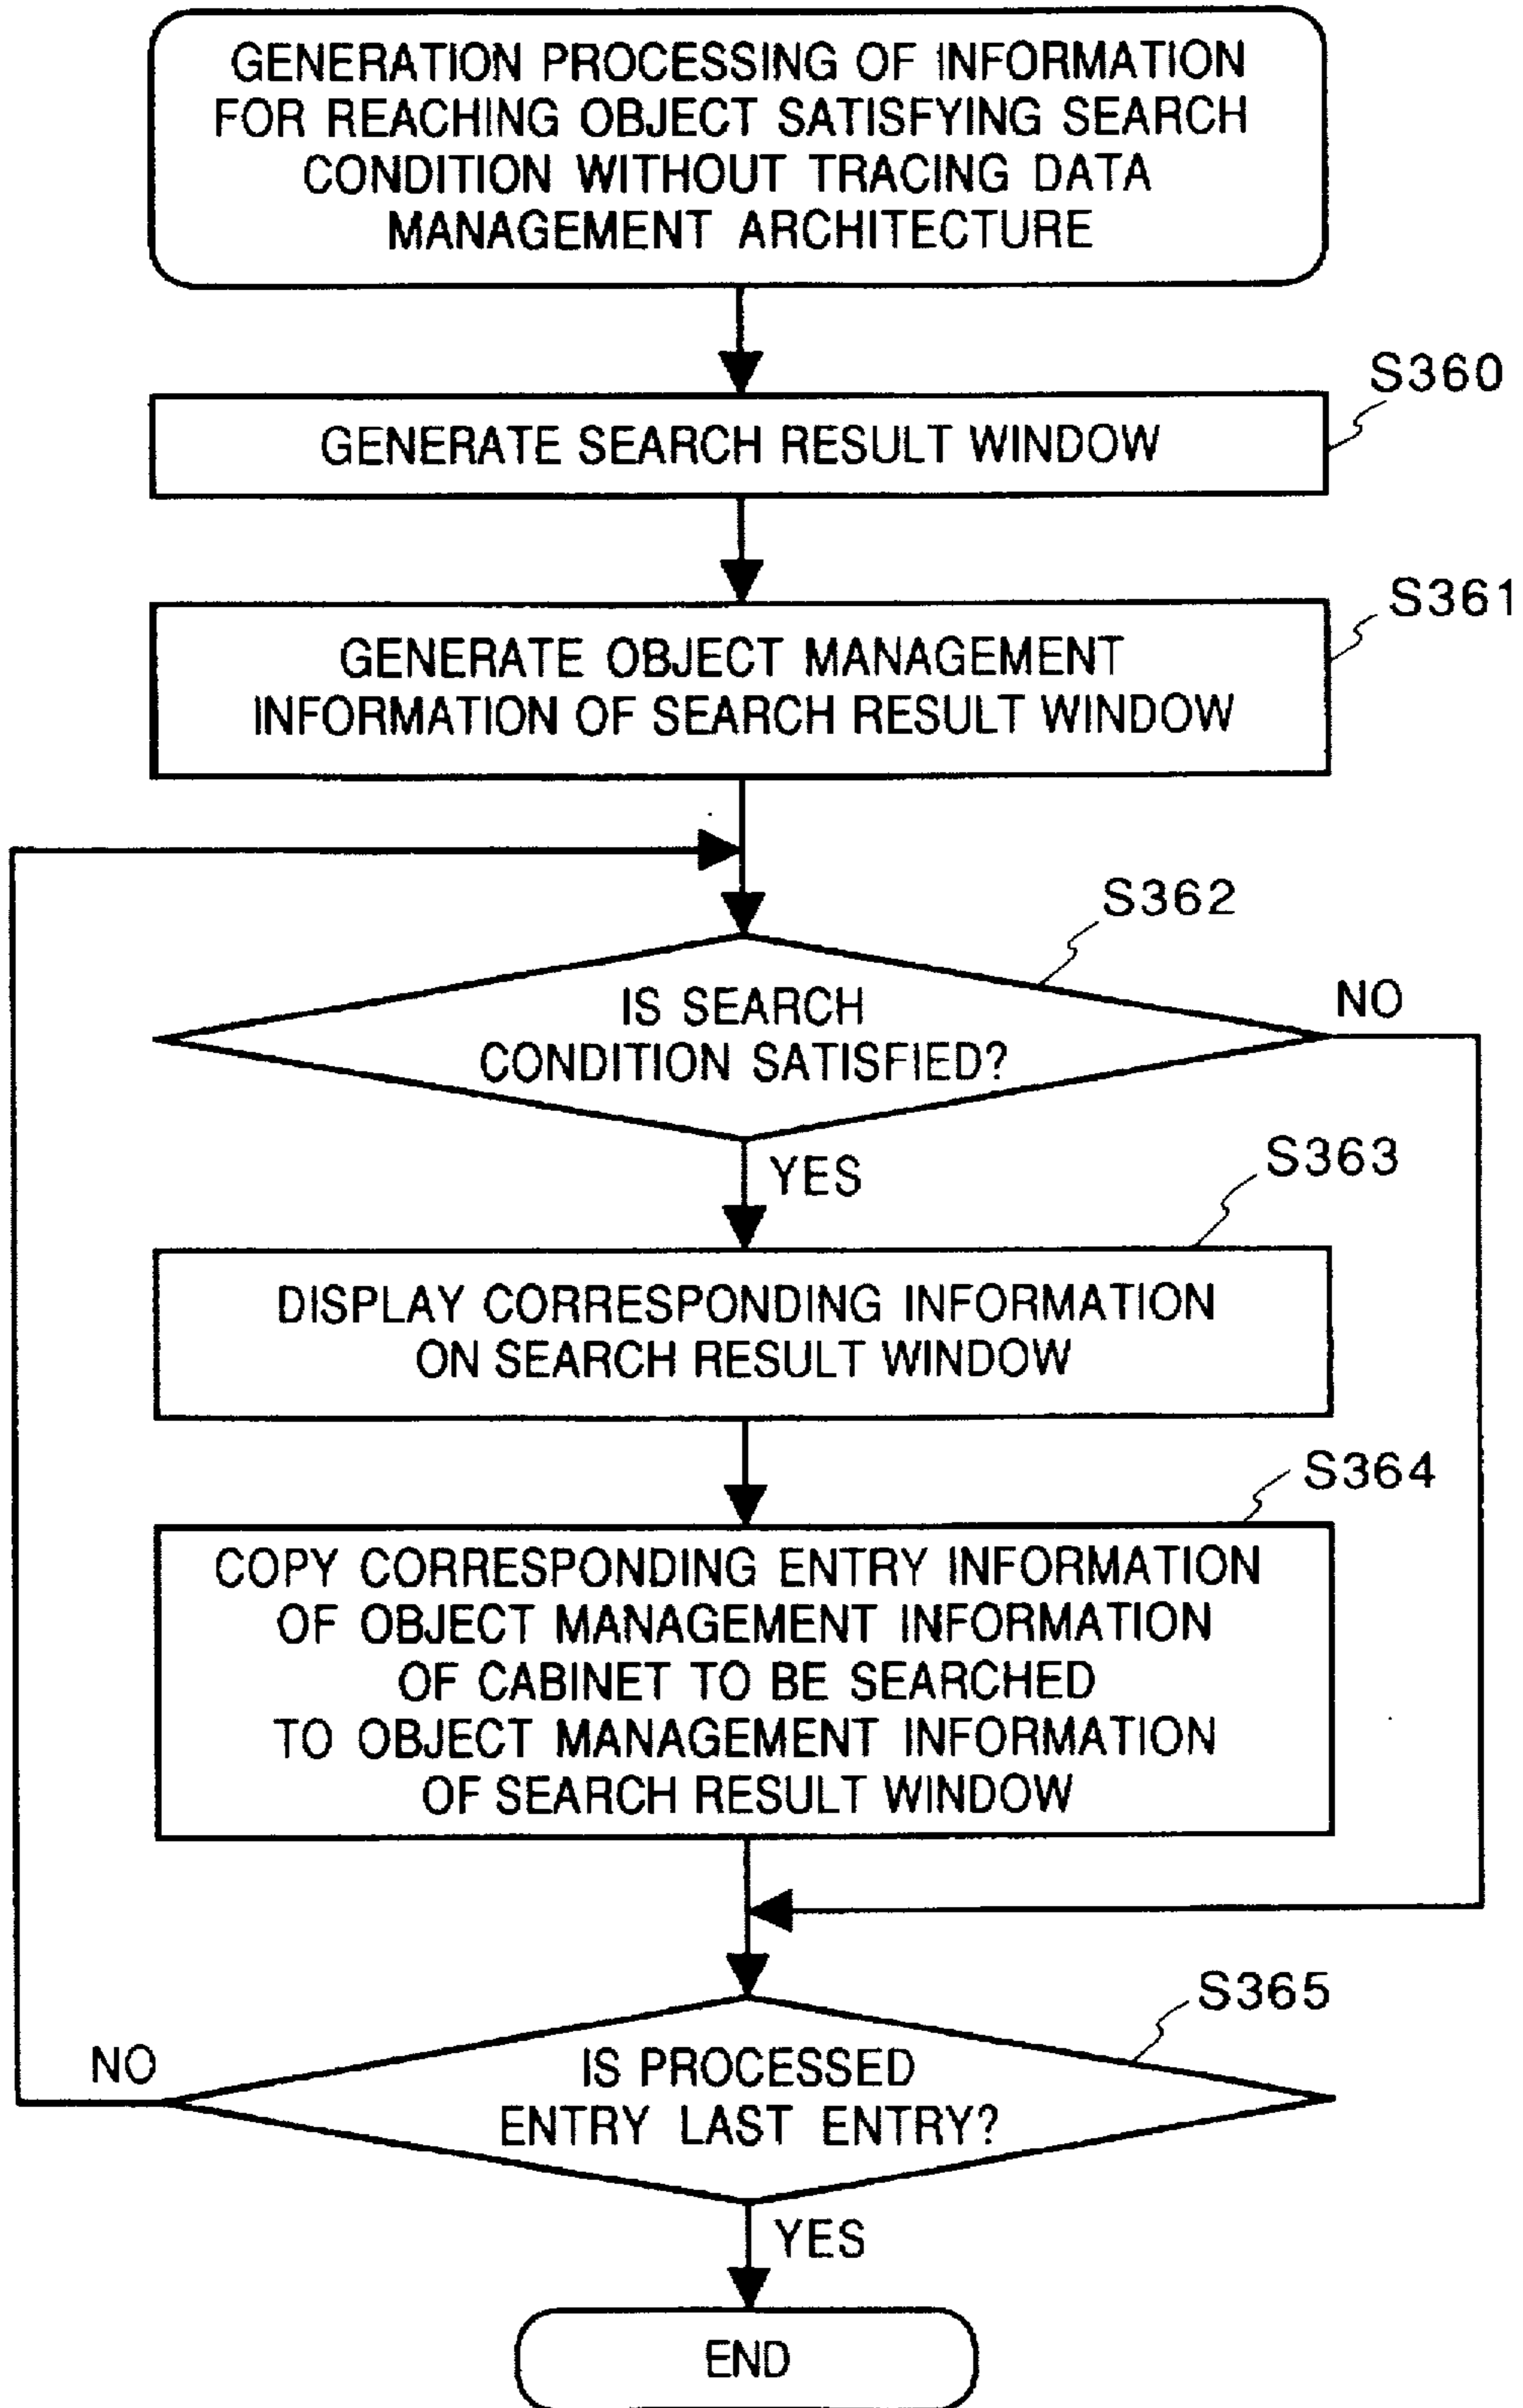 GENERATION PROCESSING OF INFORMATION
FOR REACHING OBJECT SATISFYING SEARCH
CONDITION WITHOUT TRACING DATA
MANAGEMENT ARCHITECTURE
S360
GENERATE SEARCH RESULT WINDOW
S361
GENERATE OBJECT MANAGEMENT
INFORMATION OF SEARCH RESULT WINDOW
S362
IS SEARCH
CONDITION SATISFIED?
NO
YES
S363
DISPLAY CORRESPONDING INFORMATION
ON SEARCH RESULT WINDOW
S364
COPY CORRESPONDING ENTRY INFORMATION
OF OBJECT MANAGEMENT INFORMATION
OF CABINET TO BE SEARCHED
TO OBJECT MANAGEMENT INFORMATION
OF SEARCH RESULT WINDOW
S365
NO
IS PROCESSED
ENTRY LAST ENTRY?
YES
END